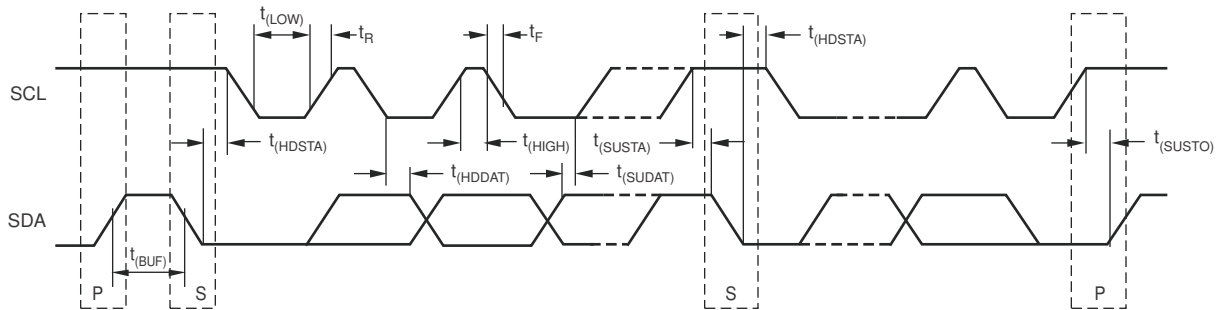 t(LOW)
tR
tF
t(HDSTA)
SCL
t(HDSTA)
t(HIGH)
t(SUSTA)
t(SUSTO)
t(HDDAT)
t(SUDAT)
SDA
t(BUF)
P
S
S
P